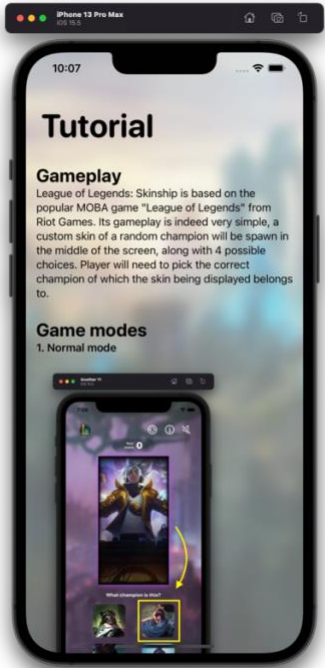 iPhone 13 Pro Max
iOS 15.5
10:07
Tutorial
Gameplay
League of Legends: Skinship is based on the
popular MOBA game "League of Legends" from
Riot Games. Its gameplay is indeed very simple, a
custom skin of a random champion will be spawn in
the middle of the screen, along with 4 possible
choices. Player will need to pick the correct
champion of which the skin being displayed belongs
to.
Game modes
1. Normal mode
What champion is this?